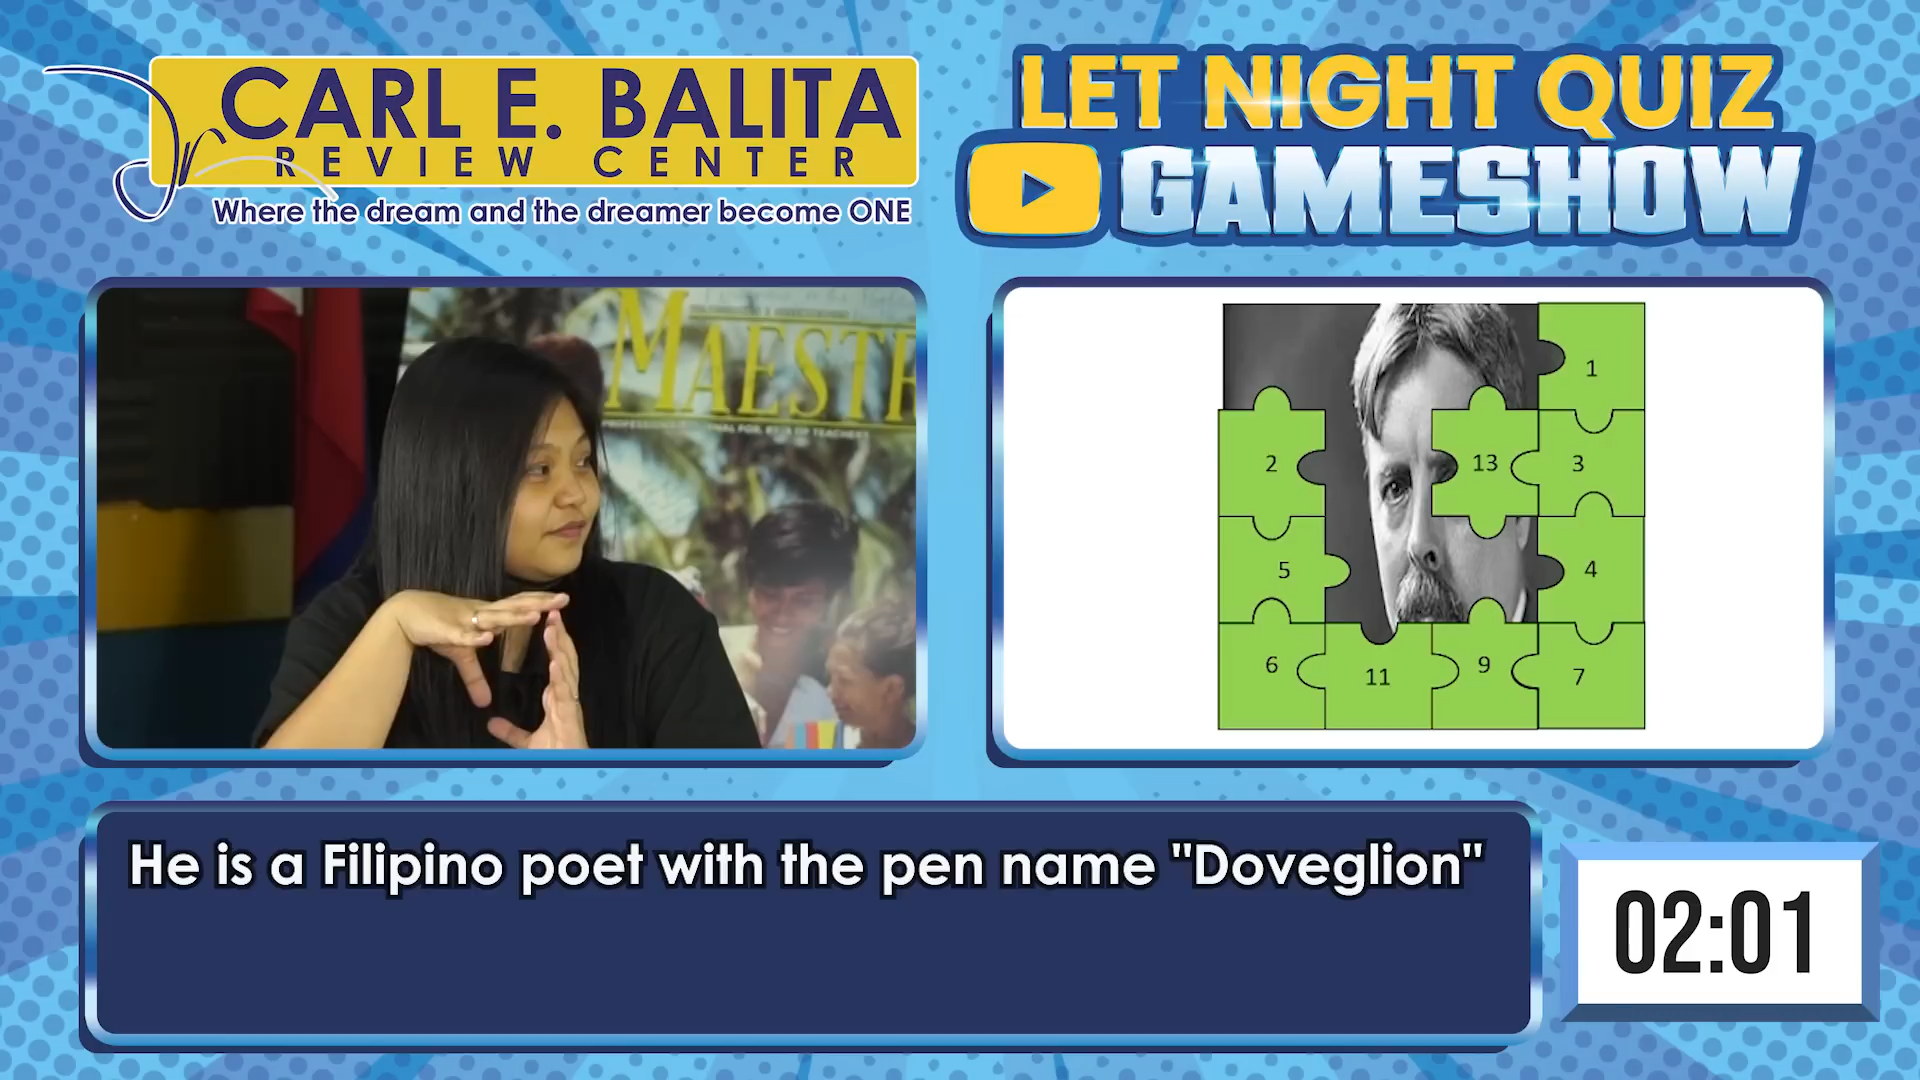 Dr. CARL E. BALITA
REVIEW CENTER
Where the dream and the dreamer become ONE
LET NIGHT QUIZ
GAMESHOW
MAESTR
1
2
13
3
5
4
6
11
9
7
He is a Filipino poet with the pen name "Doveglion"
02:01